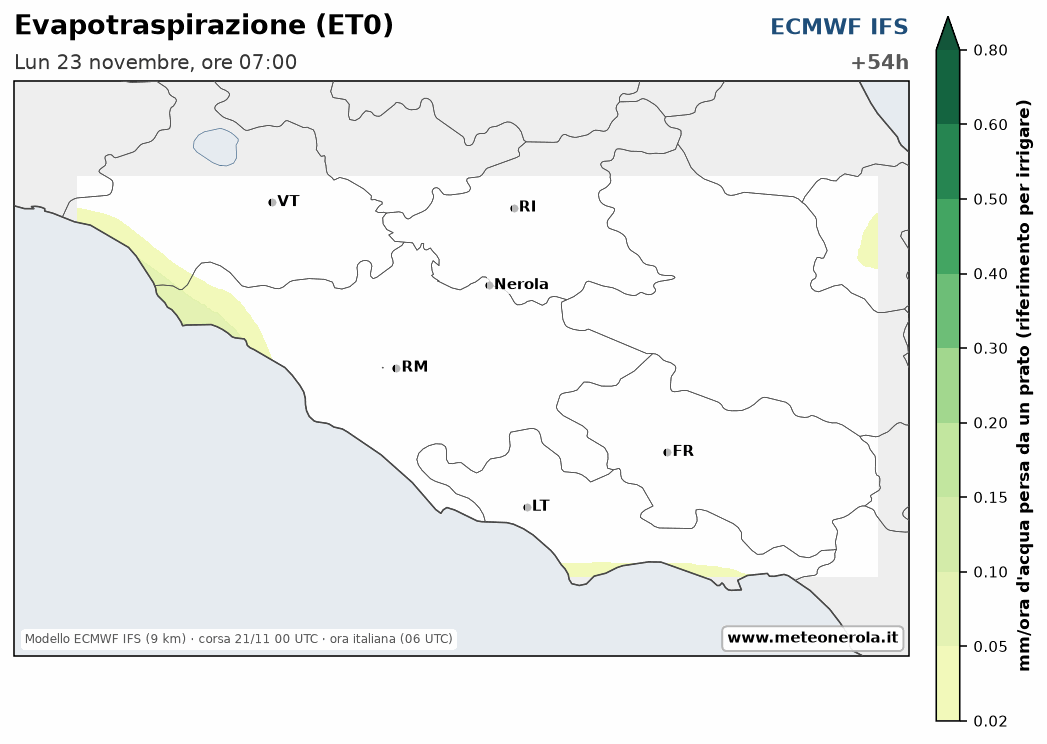 Evapotraspirazione (ET0)
ECMWF IFS
Lun 23 novembre, ore 07:00
+54h
VT
RI
Nerola
RM
FR
LT
Modello ECMWF IFS (9 km) · corsa 21/11 00 UTC · ora italiana (06 UTC)
www.meteonerola.it
0.80
0.60
0.50
0.40
0.30
0.20
0.15
0.10
0.05
0.02
mm/ora d'acqua persa da un prato (riferimento per irrigare)